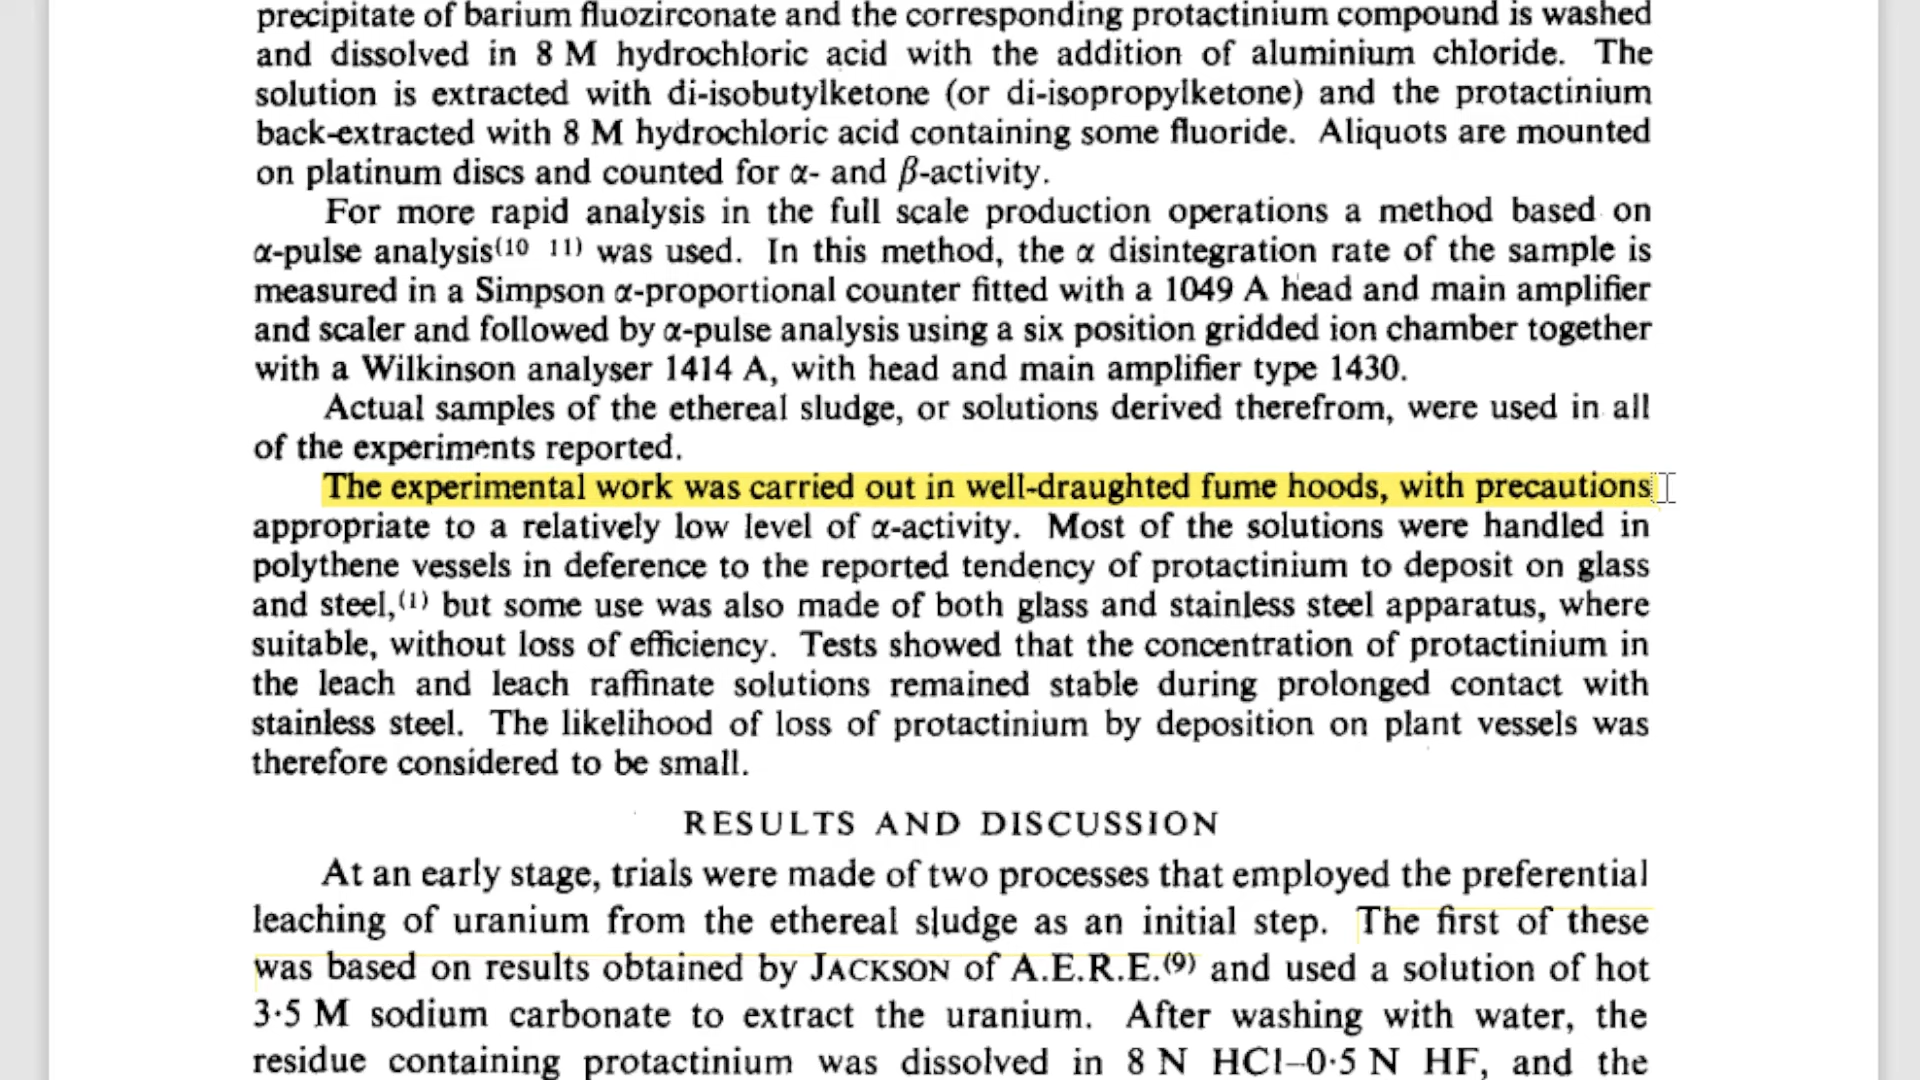 precipitate of barium fluozirconate and the corresponding protactinium compound is washed
and dissolved in 8 M hydrochloric acid with the addition of aluminium chloride. The
solution is extracted with di-isobutylketone (or di-isopropylketone) and the protactinium
back-extracted with 8 M hydrochloric acid containing some fluoride. Aliquots are mounted
on platinum discs and counted for α- and β-activity.
For more rapid analysis in the full scale production operations a method based on
α-pulse analysis(10 11) was used. In this method, the α disintegration rate of the sample is
measured in a Simpson α-proportional counter fitted with a 1049 A head and main amplifier
and scaler and followed by α-pulse analysis using a six position gridded ion chamber together
with a Wilkinson analyser 1414 A, with head and main amplifier type 1430.
Actual samples of the ethereal sludge, or solutions derived therefrom, were used in all
of the experiments reported.
The experimental work was carried out in well-draughted fume hoods, with precautions
appropriate to a relatively low level of α-activity. Most of the solutions were handled in
polythene vessels in deference to the reported tendency of protactinium to deposit on glass
and steel,(1) but some use was also made of both glass and stainless steel apparatus, where
suitable, without loss of efficiency. Tests showed that the concentration of protactinium in
the leach and leach raffinate solutions remained stable during prolonged contact with
stainless steel. The likelihood of loss of protactinium by deposition on plant vessels was
therefore considered to be small.
RESULTS AND DISCUSSION
At an early stage, trials were made of two processes that employed the preferential
leaching of uranium from the ethereal sludge as an initial step. The first of these
was based on results obtained by JACKSON of A.E.R.E.(9) and used a solution of hot
3·5 M sodium carbonate to extract the uranium. After washing with water, the
residue containing protactinium was dissolved in 8 N HCl–0·5 N HF, and the